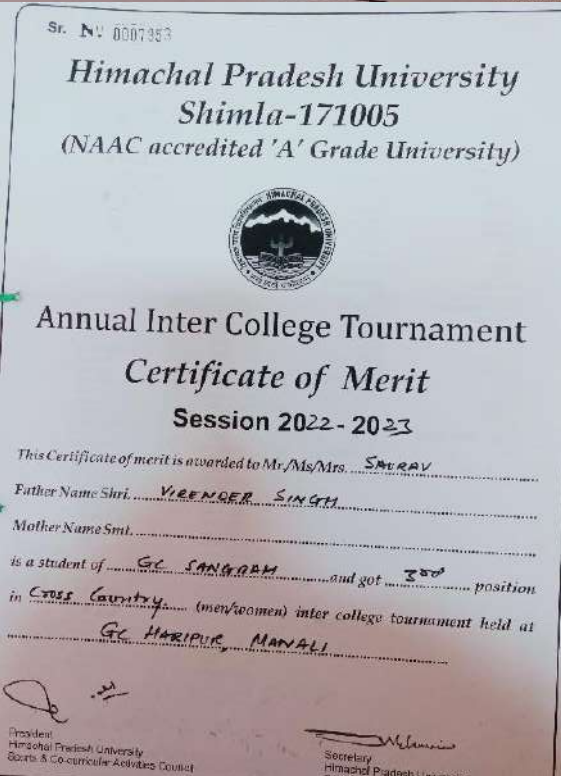 Sr. No. 0007353
Himachal Pradesh University
Shimla-171005
(NAAC accredited 'A' Grade University)
HIMACHAL PRADESH UNIVERSITY
Annual Inter College Tournament
Certificate of Merit
Session 2022-2023
This Certificate of merit is awarded to Mr./Ms/Mrs. SAURAV
Father Name Shri. VIRENDER SINGH
Mother Name Smt.
is a student of GC SANGRAH and got 3rd position
in Cross Country (men/women) inter college tournament held at
GC HARIPUR, MANALI
President
Himachal Pradesh University
Sports & Co-curricular Activities Council
Secretary
Himachal Pradesh